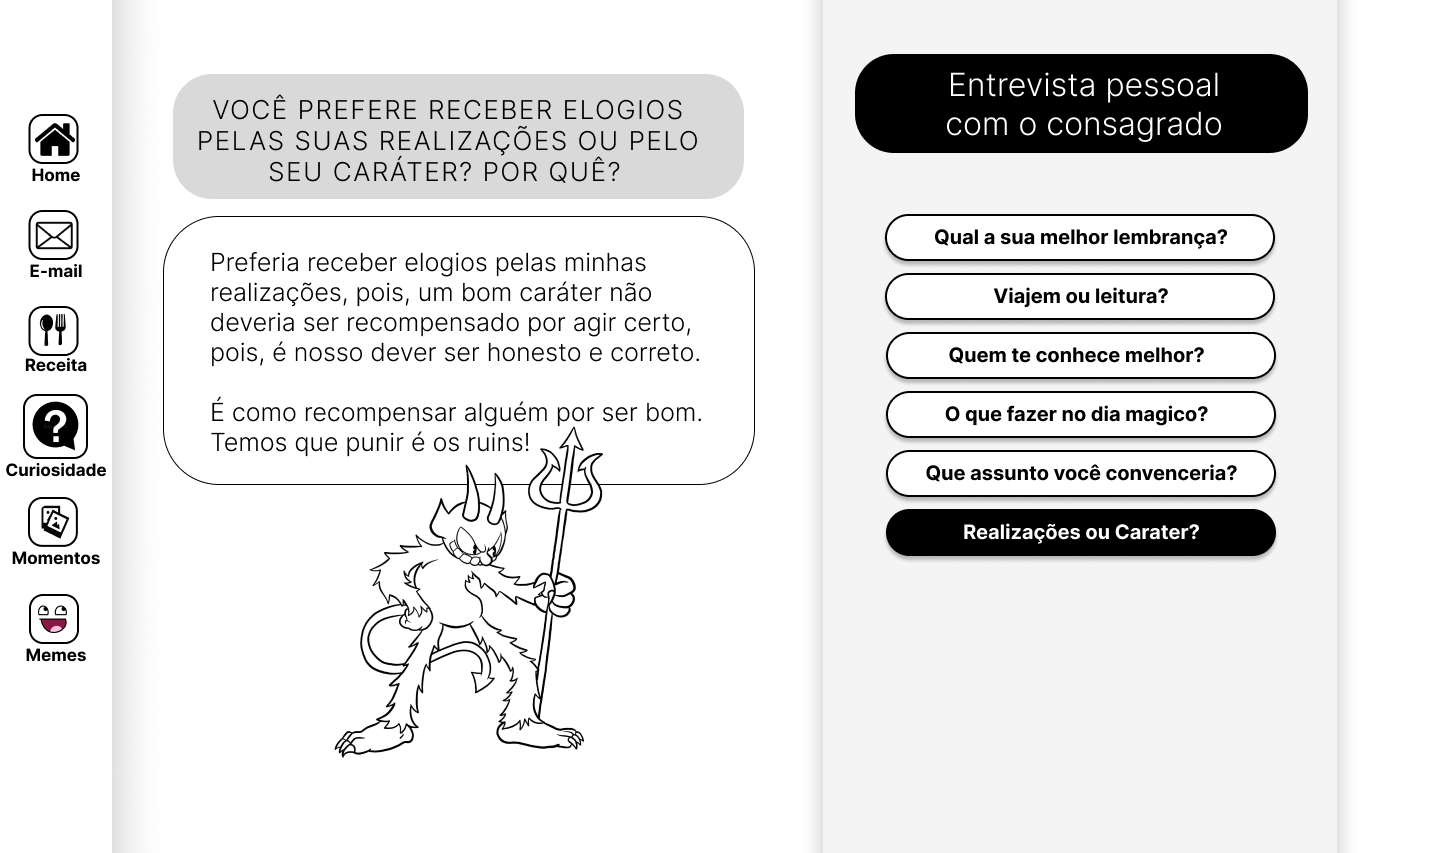 Home
E-mail
Receita
Curiosidade
Momentos
Memes
VOCÊ PREFERE RECEBER ELOGIOS
PELAS SUAS REALIZAÇÕES OU PELO
SEU CARÁTER? POR QUÊ?
Preferia receber elogios pelas minhas
realizações, pois, um bom caráter não
deveria ser recompensado por agir certo,
pois, é nosso dever ser honesto e correto.
É como recompensar alguém por ser bom.
Temos que punir é os ruins!
Entrevista pessoal
com o consagrado
Qual a sua melhor lembrança?
Viajem ou leitura?
Quem te conhece melhor?
O que fazer no dia magico?
Que assunto você convenceria?
Realizações ou Carater?